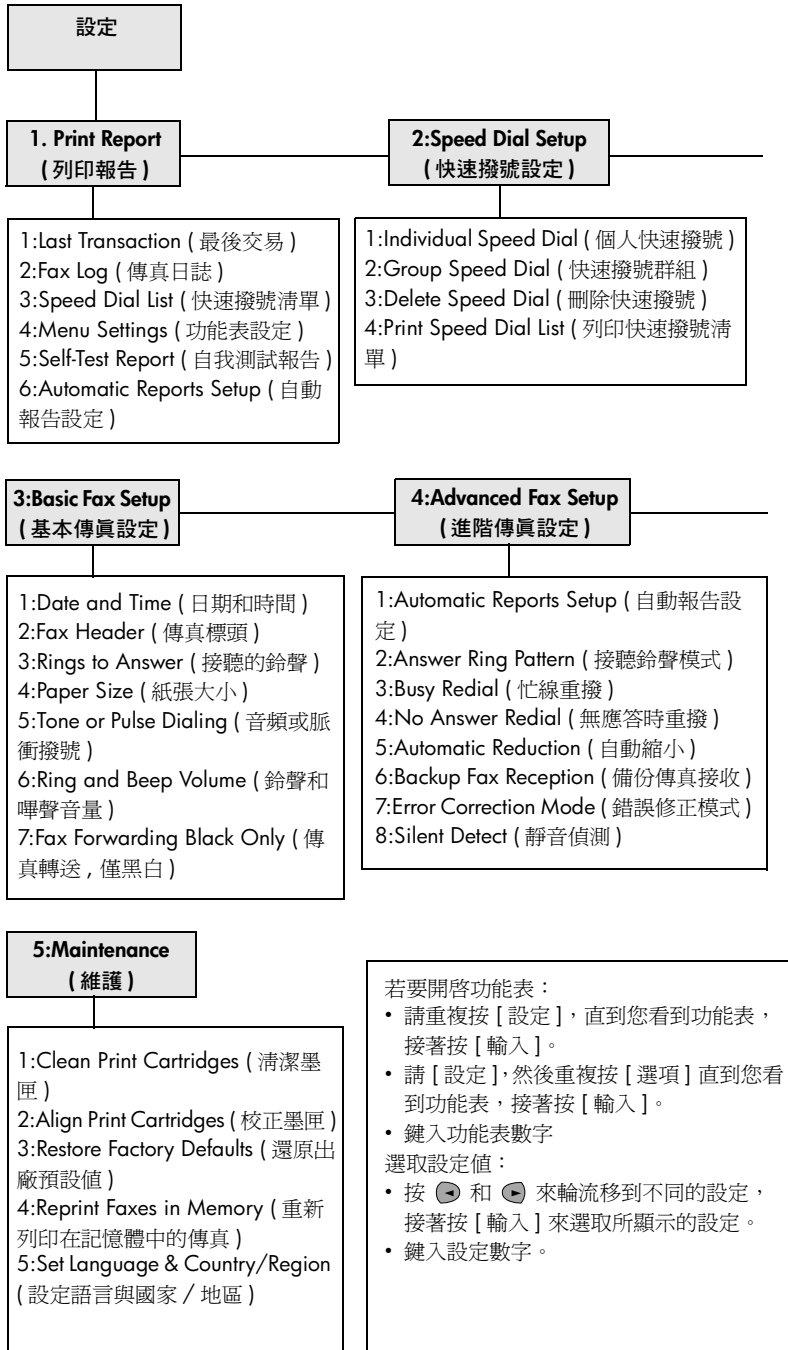 設定
1. Print Report
( 列印報告 )
2:Speed Dial Setup
( 快速撥號設定 )
1:Last Transaction ( 最後交易 )
2:Fax Log ( 傳真日誌 )
3:Speed Dial List ( 快速撥號清單 )
4:Menu Settings ( 功能表設定 )
5:Self-Test Report ( 自我測試報告 )
6:Automatic Reports Setup ( 自動
報告設定 )
1:Individual Speed Dial ( 個人快速撥號 )
2:Group Speed Dial ( 快速撥號群組 )
3:Delete Speed Dial ( 刪除快速撥號 )
4:Print Speed Dial List ( 列印快速撥號清
單 )
3:Basic Fax Setup
( 基本傳真設定 )
4:Advanced Fax Setup
( 進階傳真設定 )
1:Date and Time ( 日期和時間 )
2:Fax Header ( 傳真標頭 )
3:Rings to Answer ( 接聽的鈴聲 )
4:Paper Size ( 紙張大小 )
5:Tone or Pulse Dialing ( 音頻或脈
衝撥號 )
6:Ring and Beep Volume ( 鈴聲和
嗶聲音量 )
7:Fax Forwarding Black Only ( 傳
真轉送 , 僅黑白 )
1:Automatic Reports Setup ( 自動報告設
定 )
2:Answer Ring Pattern ( 接聽鈴聲模式 )
3:Busy Redial ( 忙線重撥 )
4:No Answer Redial ( 無應答時重撥 )
5:Automatic Reduction ( 自動縮小 )
6:Backup Fax Reception ( 備份傳真接收 )
7:Error Correction Mode ( 錯誤修正模式 )
8:Silent Detect ( 靜音偵測 )
5:Maintenance
( 維護 )
1:Clean Print Cartridges ( 清潔墨
匣 )
2:Align Print Cartridges ( 校正墨匣 )
3:Restore Factory Defaults ( 還原出
廠預設值 )
4:Reprint Faxes in Memory ( 重新
列印在記憶體中的傳真 )
5:Set Language & Country/Region
( 設定語言與國家 / 地區 )
若要開啓功能表：
• 請重複按 [ 設定 ]，直到您看到功能表，
接著按 [ 輸入 ]。
• 請 [ 設定 ]，然後重複按 [ 選項 ] 直到您看
到功能表，接著按 [ 輸入 ]。
• 鍵入功能表數字
選取設定值：
• 按 和 來輪流移到不同的設定，
接著按 [ 輸入 ] 來選取所顯示的設定。
• 鍵入設定數字。